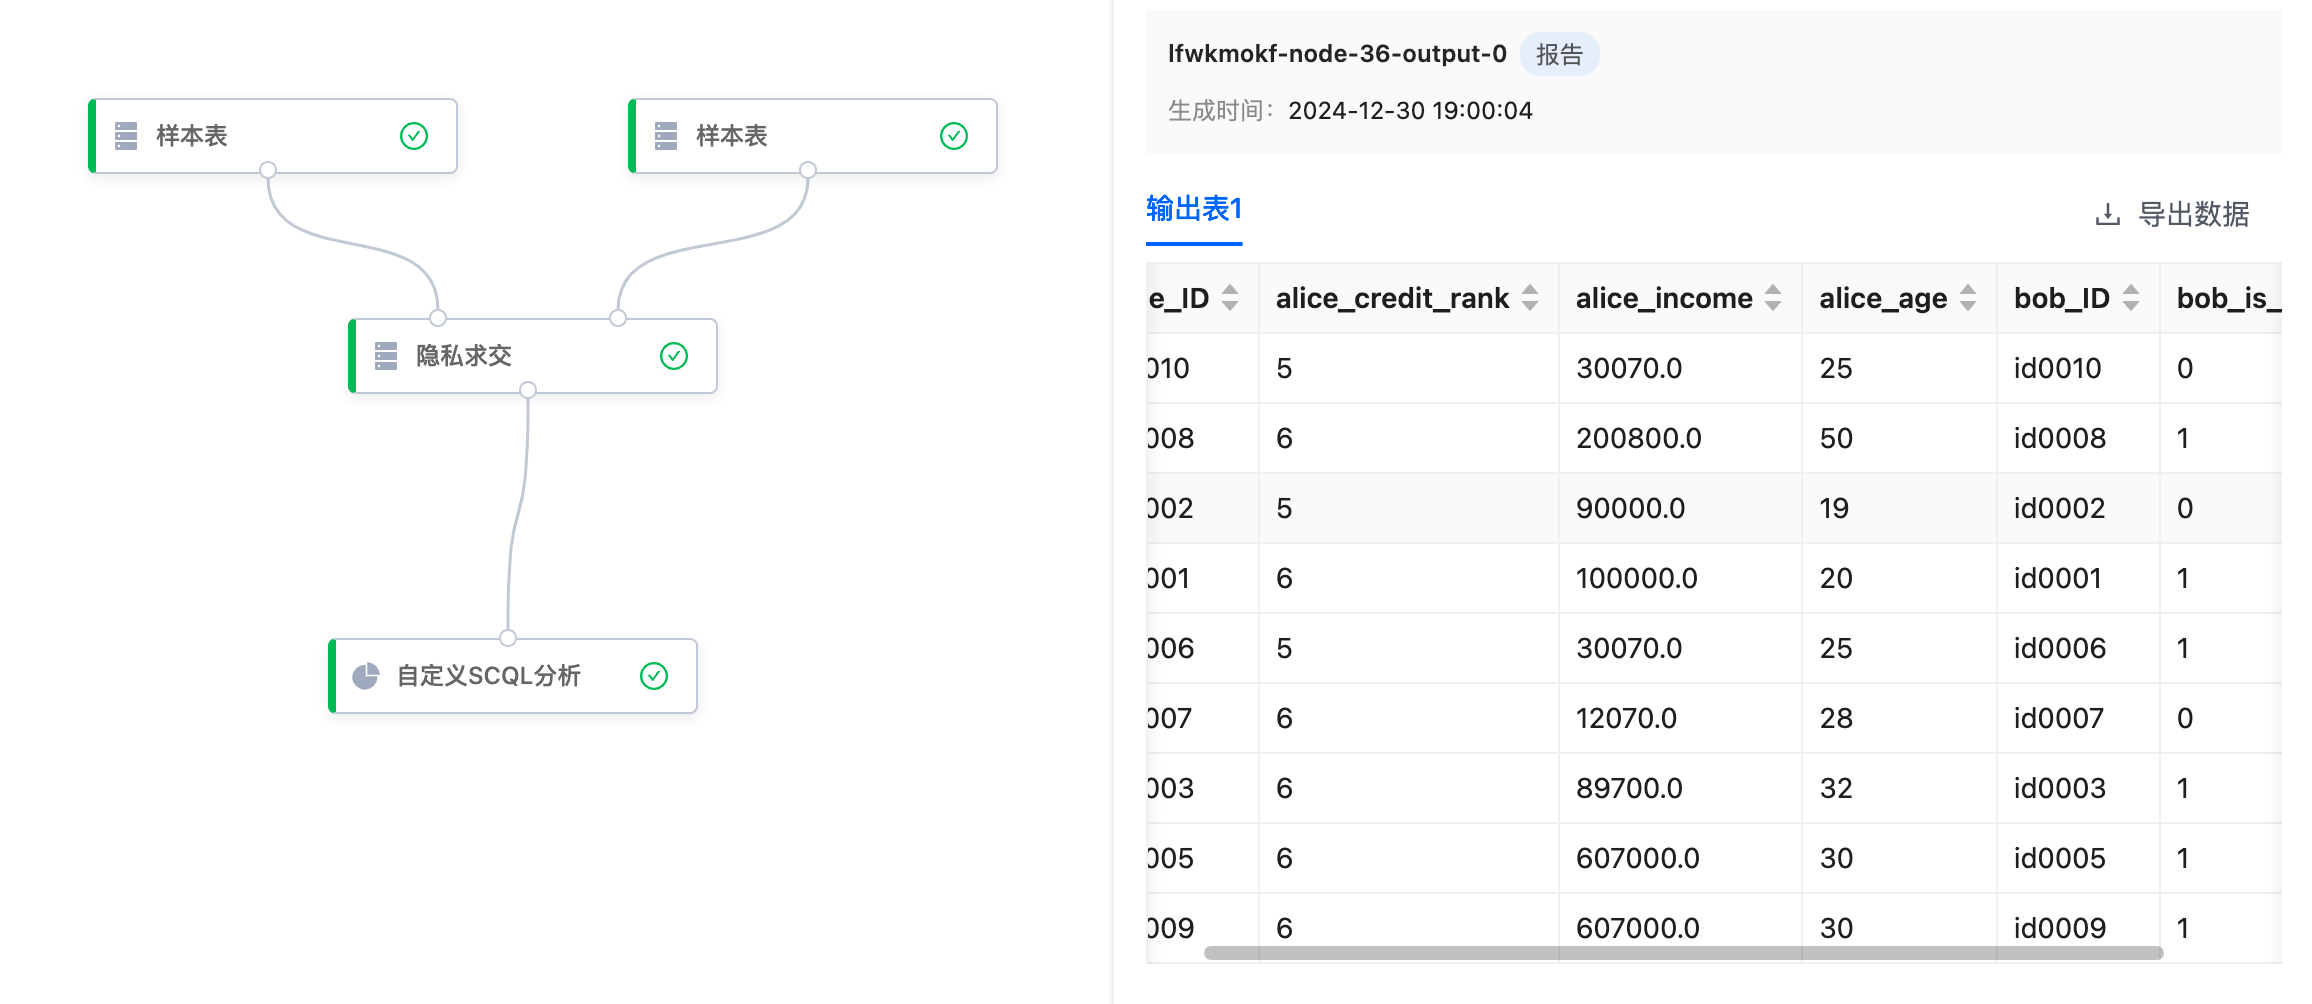 样本表
样本表
隐私求交
自定义SCQL分析
lfwkmokf-node-36-output-0 报告
生成时间： 2024-12-30 19:00:04
输出表1
导出数据
e_ID alice_credit_rank alice_income alice_age bob_ID bob_is_
010 5 30070.0 25 id0010 0
008 6 200800.0 50 id0008 1
002 5 90000.0 19 id0002 0
001 6 100000.0 20 id0001 1
006 5 30070.0 25 id0006 1
007 6 12070.0 28 id0007 0
003 6 89700.0 32 id0003 1
005 6 607000.0 30 id0005 1
009 6 607000.0 30 id0009 1